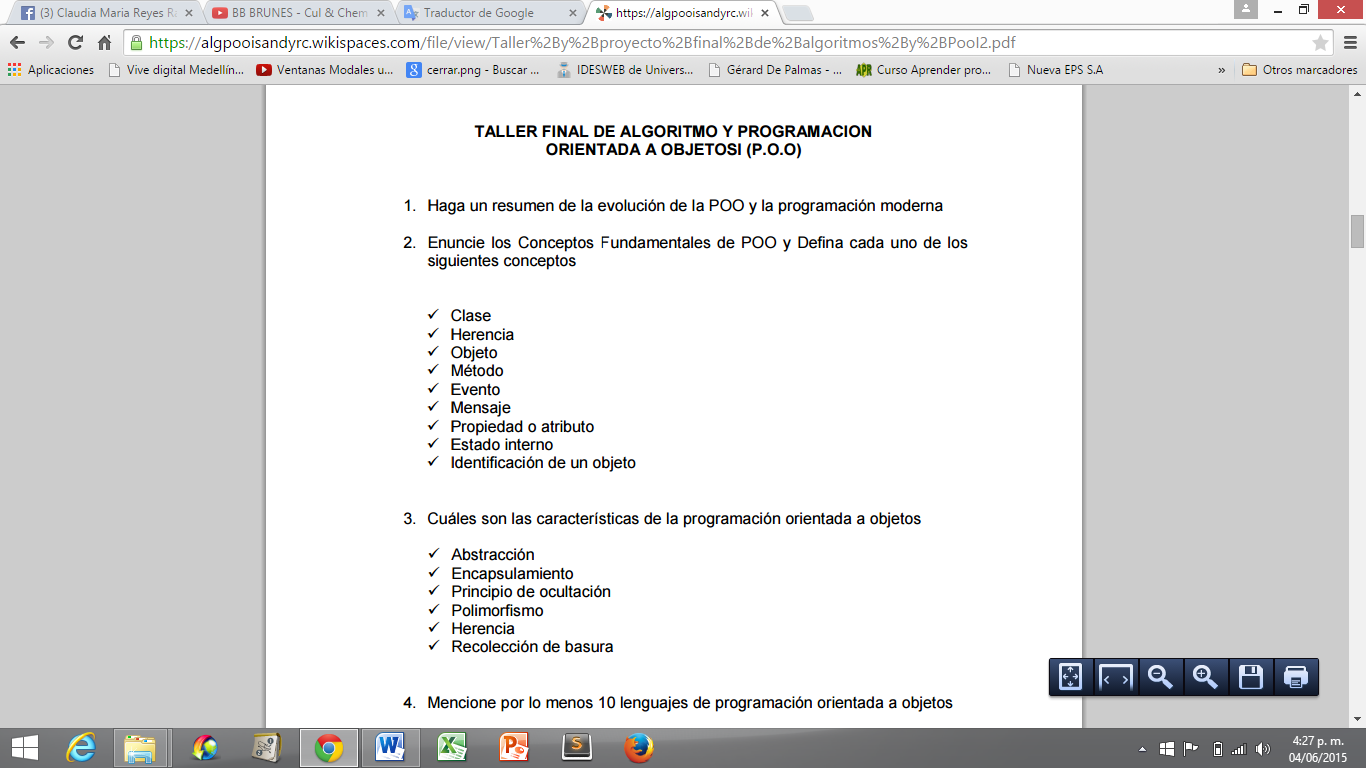 (3) Claudia Maria Reyes Ra
BB BRUNES - Cul & Chem
Traductor de Google
https://algpooisandyrc.wik
https://algpooisandyrc.wikispaces.com/file/view/Taller%2By%2Bproyecto%2Bfinal%2Bde%2Balgoritmos%2By%2BPooI2.pdf
Aplicaciones
Vive digital Medellín...
Ventanas Modales u...
cerrar.png - Buscar ...
IDESWEB de Univers...
Gérard De Palmas - ...
APR
Curso Aprender pro...
Nueva EPS S.A
»
Otros marcadores
TALLER FINAL DE ALGORITMO Y PROGRAMACION
ORIENTADA A OBJETOSI (P.O.O)
1. Haga un resumen de la evolución de la POO y la programación moderna
2. Enuncie los Conceptos Fundamentales de POO y Defina cada uno de los
siguientes conceptos
✓ Clase
✓ Herencia
✓ Objeto
✓ Método
✓ Evento
✓ Mensaje
✓ Propiedad o atributo
✓ Estado interno
✓ Identificación de un objeto
3. Cuáles son las características de la programación orientada a objetos
✓ Abstracción
✓ Encapsulamiento
✓ Principio de ocultación
✓ Polimorfismo
✓ Herencia
✓ Recolección de basura
4. Mencione por lo menos 10 lenguajes de programación orientada a objetos
4:27 p. m.
04/06/2015